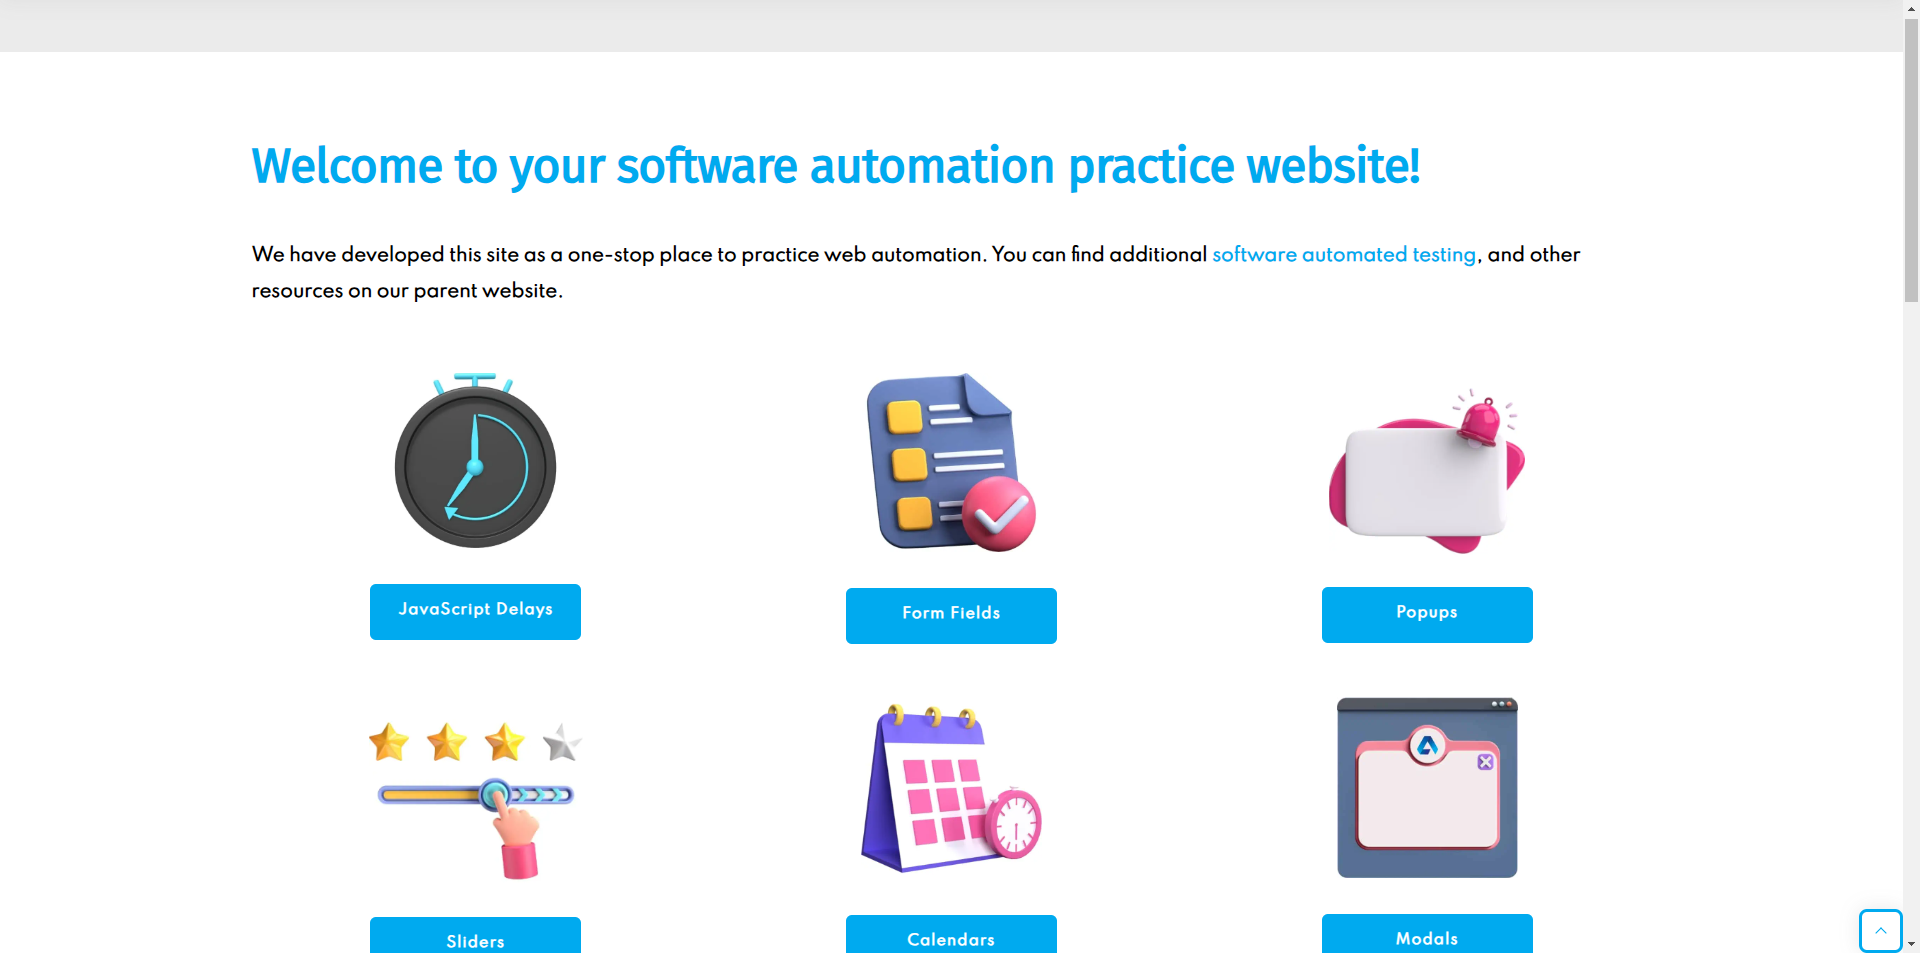 Welcome to your software automation practice website!
We have developed this site as a one-stop place to practice web automation. You can find additional software automated testing, and other
resources on our parent website.
JavaScript Delays
Form Fields
Popups
Sliders
Calendars
Modals